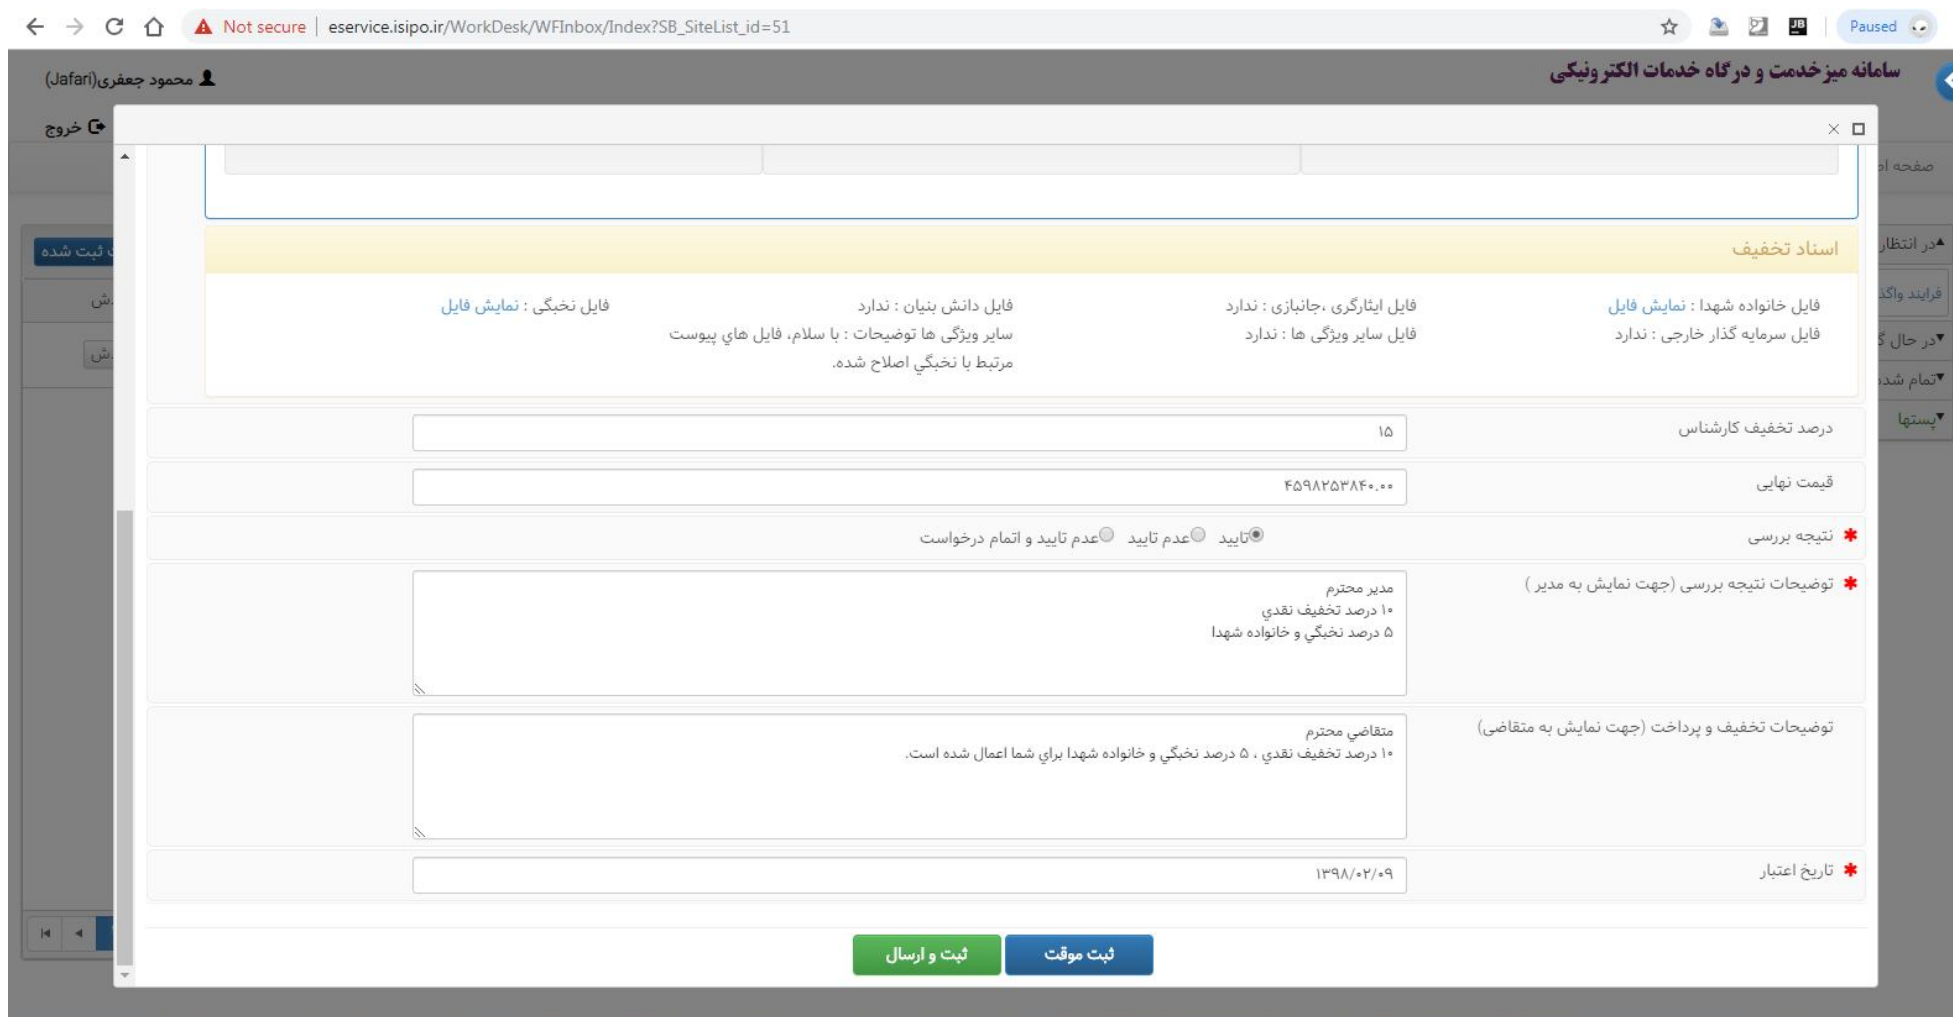 Not secure | eservice.isipo.ir/WorkDesk/WFInbox/Index?SB_SiteList_id=51
JB
Paused
سامانه میز خدمت و درگاه خدمات الکترونیکی
محمود جعفری(Jafari)
خروج
صفحه
ثبت شده
در انتظار
فرایند
در حال
تمام شده
پستها
اسناد تخفیف
فایل خانواده شهدا : نمایش فایل
فایل ایثارگری ،جانبازی : ندارد
فایل دانش بنیان : ندارد
فایل نخبگی : نمایش فایل
فایل سرمایه گذار خارجی : ندارد
فایل سایر ویژگی ها : ندارد
سایر ویژگی ها توضیحات : با سلام، فایل هاي پیوست
مرتبط با نخبگي اصلاح شده.
درصد تخفیف کارشناس
۱۵
قیمت نهایی
۴۵۹۸۲۵۳۸۴۰.۰۰
* نتیجه بررسی
تایید عدم تایید عدم تایید و اتمام درخواست
* توضیحات نتیجه بررسی (جهت نمایش به مدیر )
مدیر محترم
۱۰ درصد تخفیف نقدي
۵ درصد نخبگي و خانواده شهدا
توضیحات تخفیف و پرداخت (جهت نمایش به متقاضی)
متقاضي محترم
۱۰ درصد تخفیف نقدي ، ۵ درصد نخبگي و خانواده شهدا براي شما اعمال شده است.
* تاریخ اعتبار
۱۳۹۸/۰۲/۰۹
ثبت موقت
ثبت و ارسال